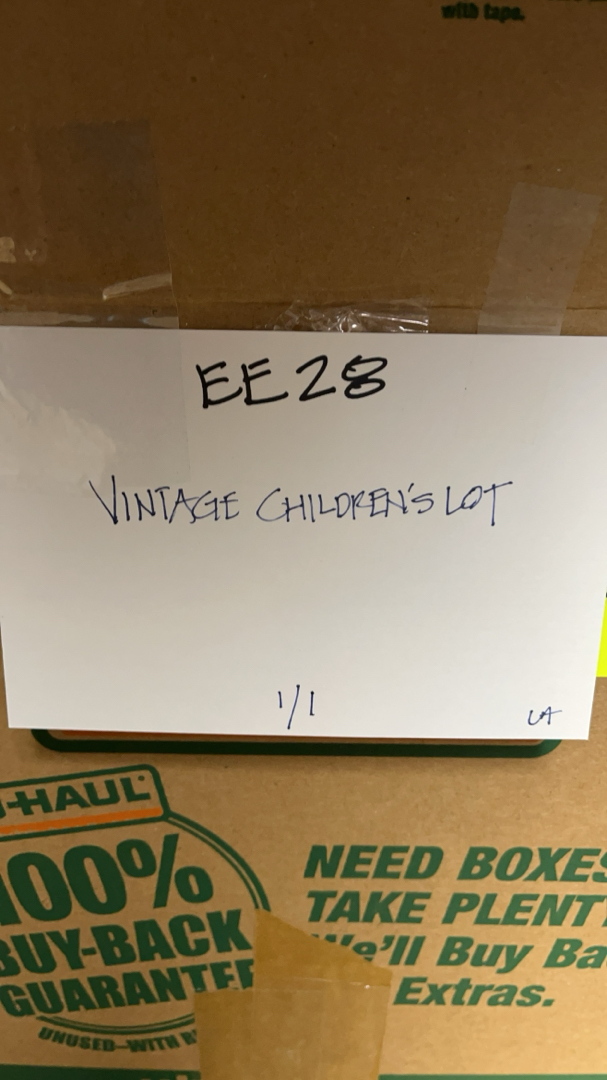 with tape.
EE28
VINTAGE CHILDREN'S LOT
1/1
LA
U-HAUL
100%
BUY-BACK
GUARANTEE
UNUSED-WITH
NEED BOXES
TAKE PLENTY
We'll Buy Ba
Extras.